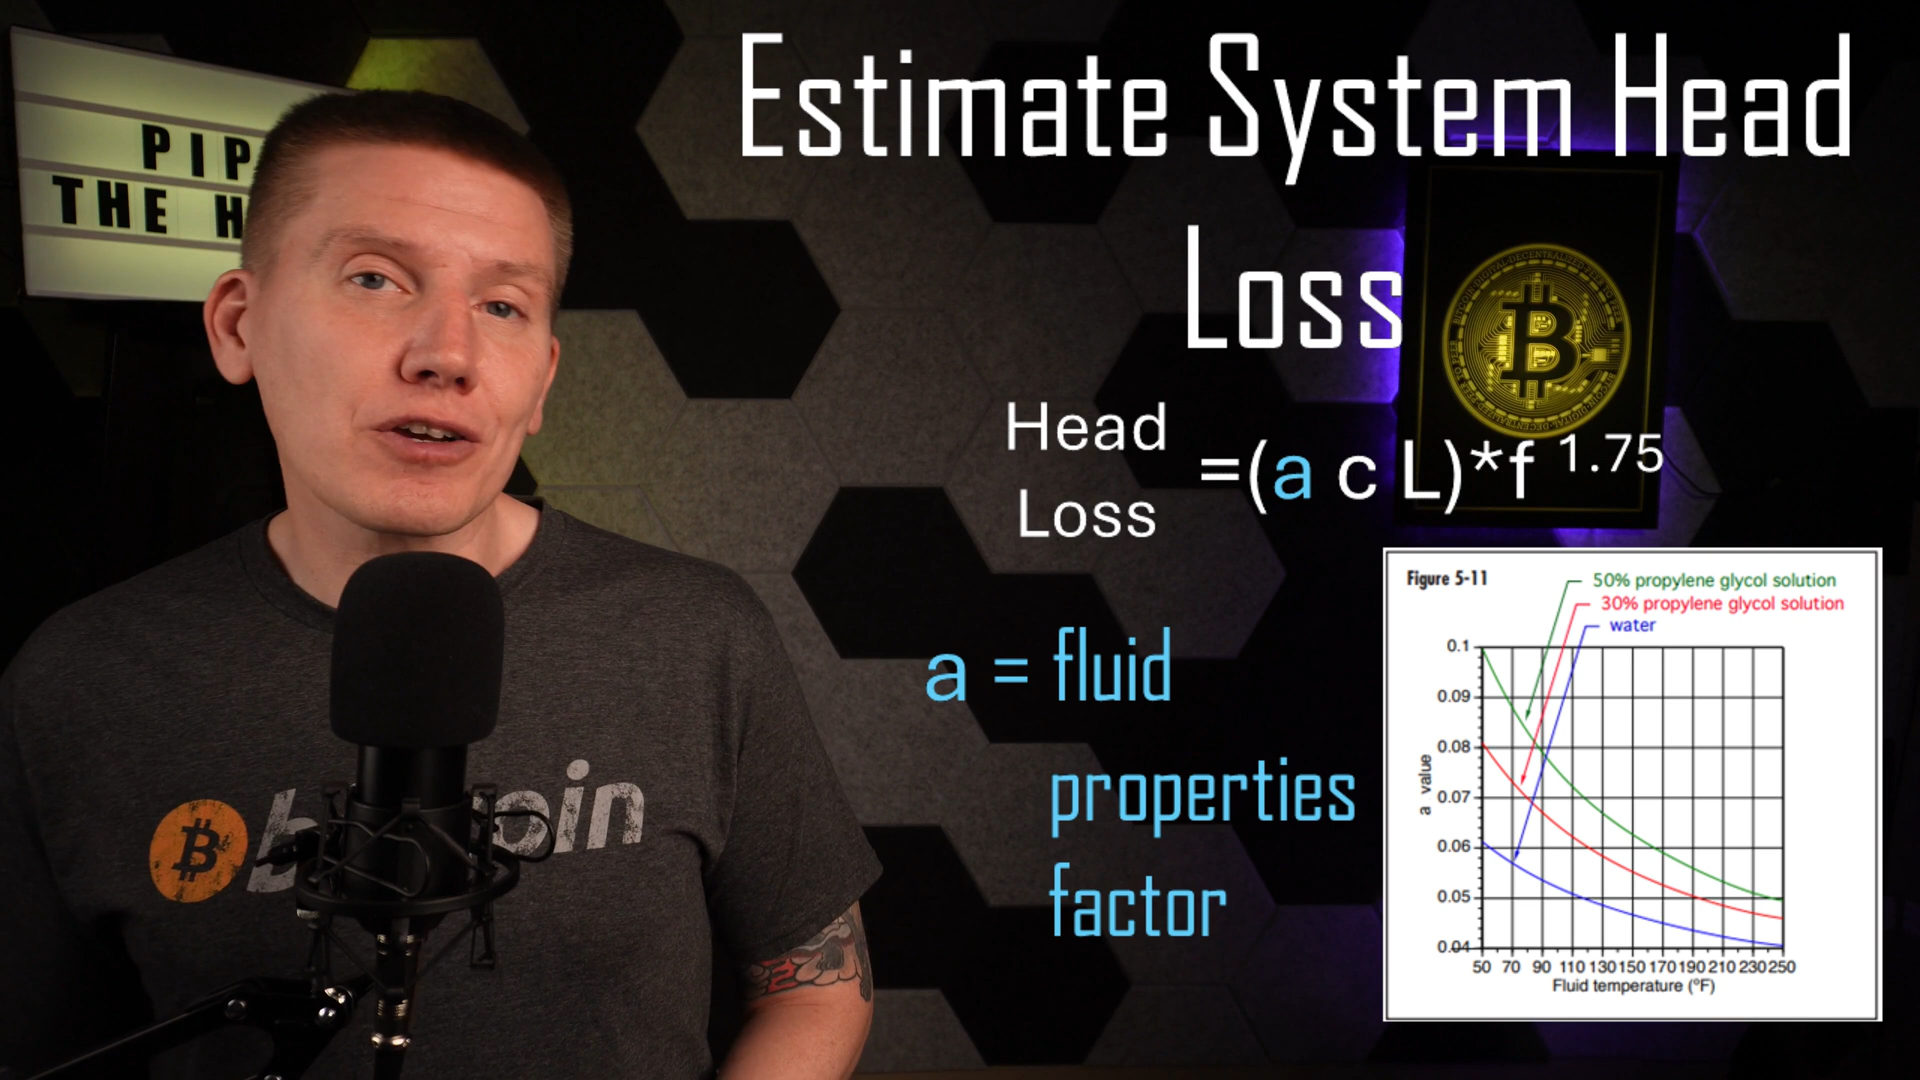 PIP
THE H
Estimate System Head
Loss
Head
Loss
=(a c L)*f 1.75
a = fluid
properties
factor
Figure 5-11
50% propylene glycol solution
30% propylene glycol solution
water
a value
0.1
0.09
0.08
0.07
0.06
0.05
0.04
50 70 90 110 130 150 170 190 210 230 250
Fluid temperature (°F)